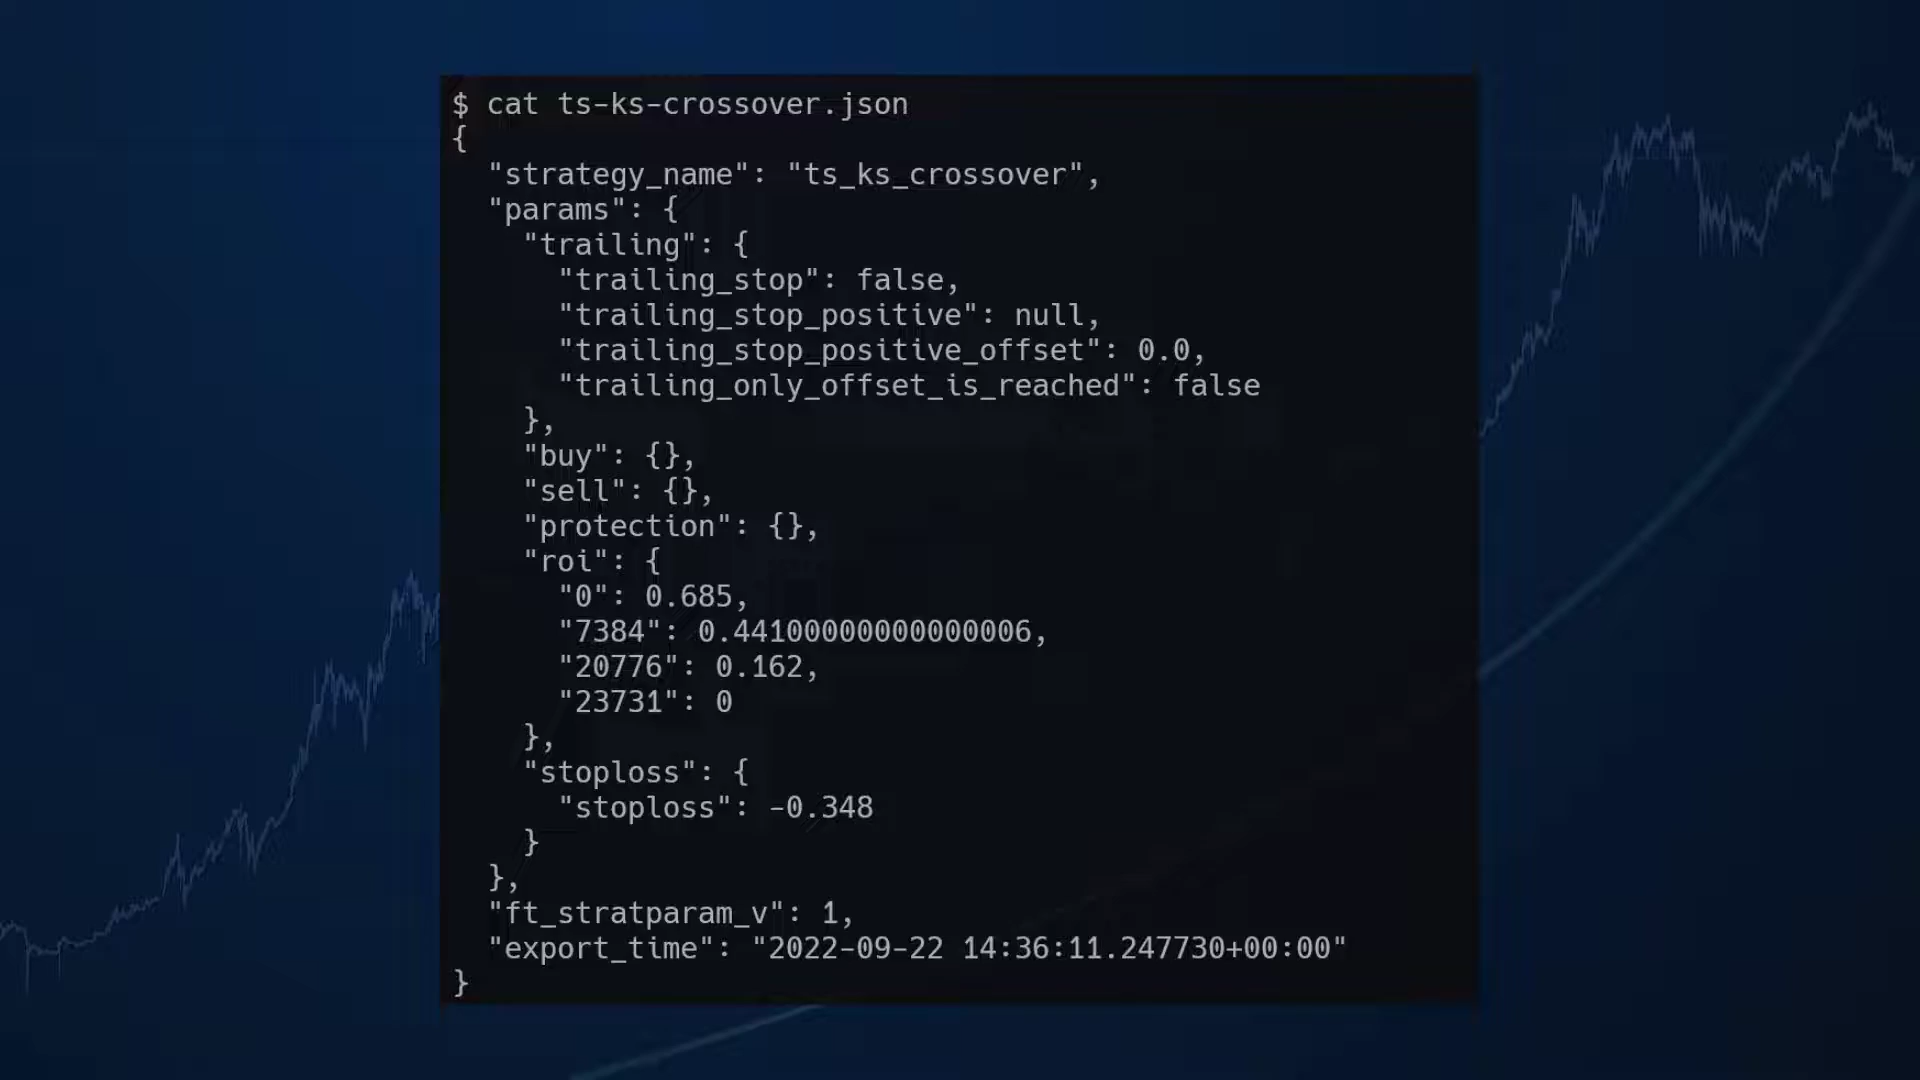 $ cat ts-ks-crossover.json
{
  "strategy_name": "ts_ks_crossover",
  "params": {
    "trailing": {
      "trailing_stop": false,
      "trailing_stop_positive": null,
      "trailing_stop_positive_offset": 0.0,
      "trailing_only_offset_is_reached": false
    },
    "buy": {},
    "sell": {},
    "protection": {},
    "roi": {
      "0": 0.685,
      "7384": 0.44100000000000006,
      "20776": 0.162,
      "23731": 0
    },
    "stoploss": {
      "stoploss": -0.348
    }
  },
  "ft_stratparam_v": 1,
  "export_time": "2022-09-22 14:36:11.247730+00:00"
}